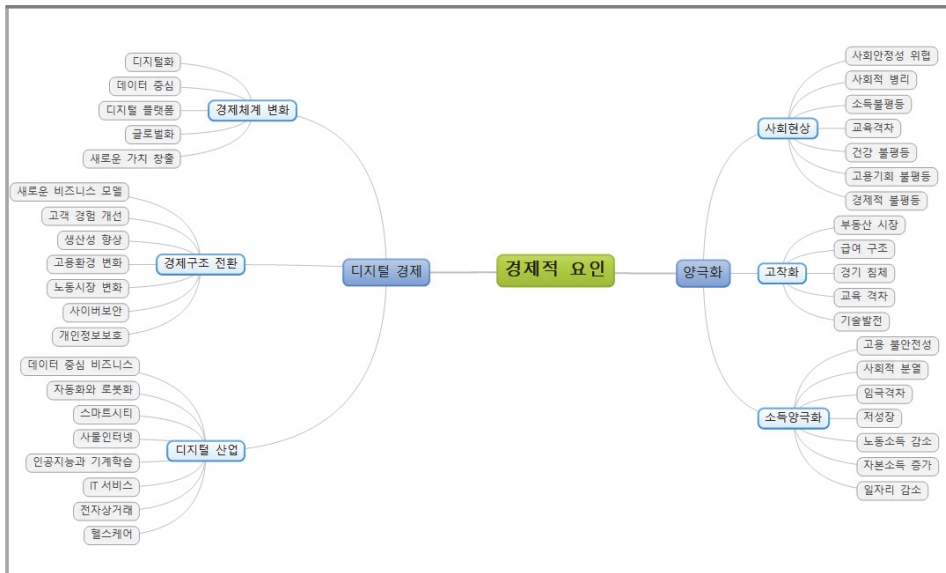 경제적 요인
디지털 경제
경제체계 변화
디지털화
데이터 중심
디지털 플랫폼
글로벌화
새로운 가치 창출
경제구조 전환
새로운 비즈니스 모델
고객 경험 개선
생산성 향상
고용환경 변화
노동시장 변화
사이버보안
개인정보보호
디지털 산업
데이터 중심 비즈니스
자동화와 로봇화
스마트시티
사물인터넷
인공지능과 기계학습
IT 서비스
전자상거래
헬스케어
양극화
사회현상
사회안정성 위협
사회적 병리
소득불평등
교육격차
건강 불평등
고용기회 불평등
경제적 불평등
고착화
부동산 시장
급여 구조
경기 침제
교육 격차
기술발전
소득양극화
고용 불안전성
사회적 분열
임극격차
저성장
노동소득 감소
자본소득 증가
일자리 감소